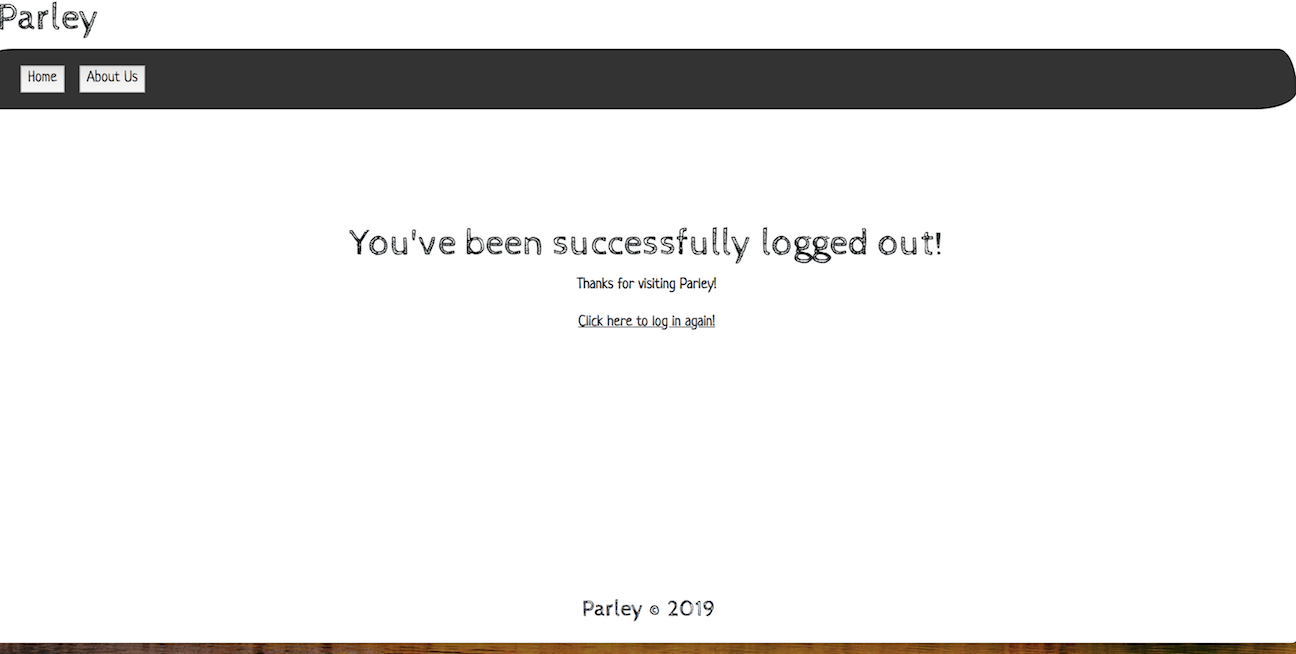 Parley
Home About Us
You've been successfully logged out!
Thanks for visiting Parley!
Click here to log in again!
Parley © 2019